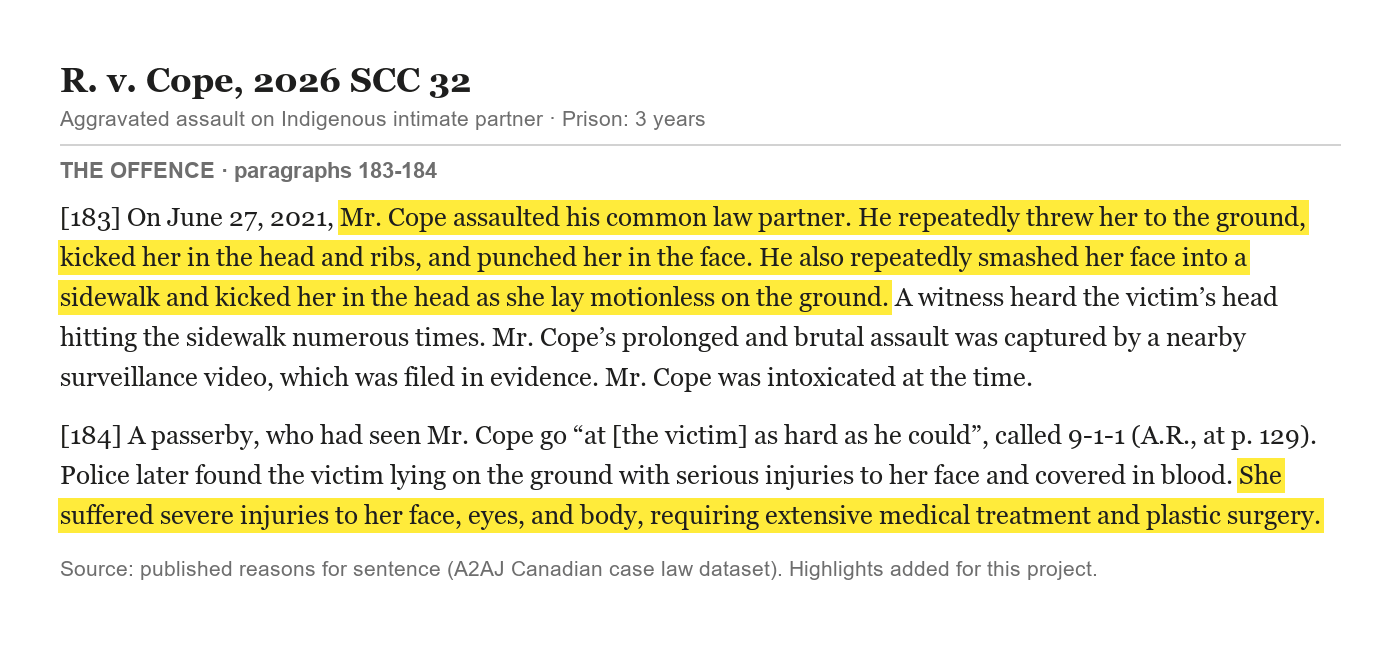 R. v. Cope, 2026 SCC 32
Aggravated assault on Indigenous intimate partner · Prison: 3 years
THE OFFENCE · paragraphs 183-184
[183] On June 27, 2021, Mr. Cope assaulted his common law partner. He repeatedly threw her to the ground,
kicked her in the head and ribs, and punched her in the face. He also repeatedly smashed her face into a
sidewalk and kicked her in the head as she lay motionless on the ground. A witness heard the victim’s head
hitting the sidewalk numerous times. Mr. Cope’s prolonged and brutal assault was captured by a nearby
surveillance video, which was filed in evidence. Mr. Cope was intoxicated at the time.
[184] A passerby, who had seen Mr. Cope go “at [the victim] as hard as he could”, called 9-1-1 (A.R., at p. 129).
Police later found the victim lying on the ground with serious injuries to her face and covered in blood. She
suffered severe injuries to her face, eyes, and body, requiring extensive medical treatment and plastic surgery.
Source: published reasons for sentence (A2AJ Canadian case law dataset). Highlights added for this project.